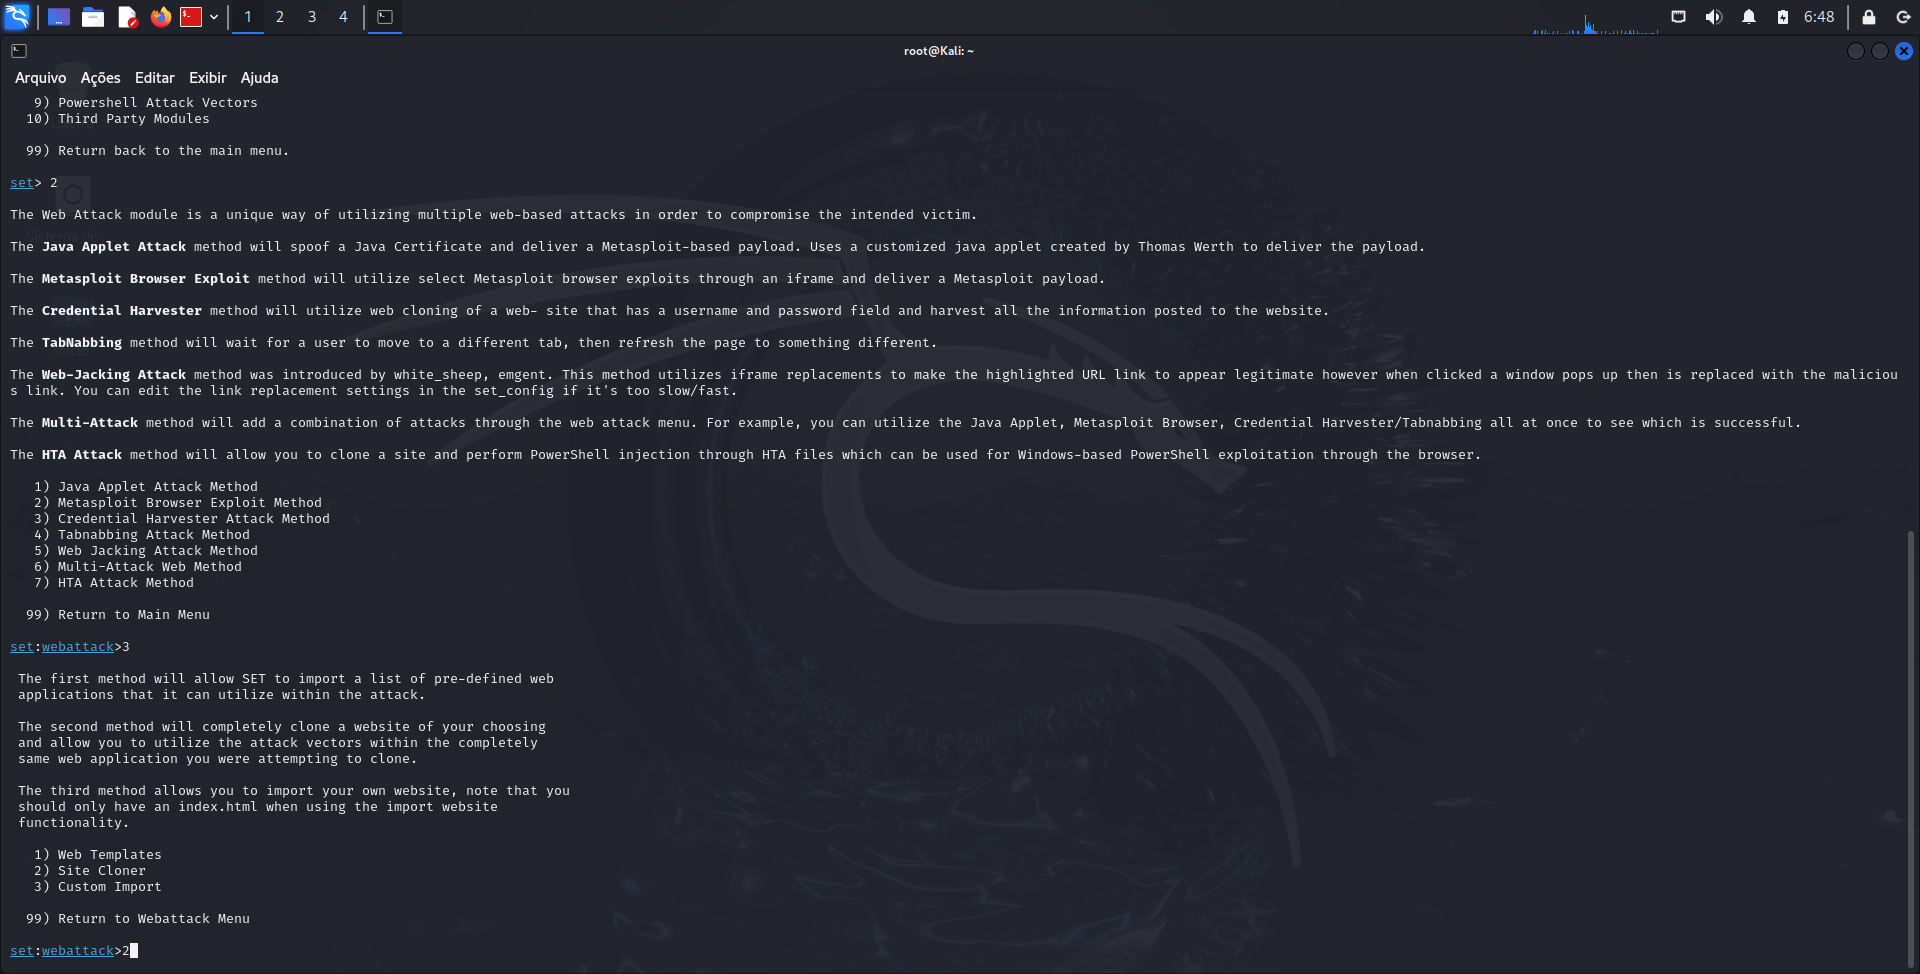 1 2 3 4
6:48
root@Kali: ~
Arquivo Ações Editar Exibir Ajuda
9) Powershell Attack Vectors
10) Third Party Modules
99) Return back to the main menu.
set> 2
The Web Attack module is a unique way of utilizing multiple web-based attacks in order to compromise the intended victim.
Sistema de
The Java Applet Attack method will spoof a Java Certificate and deliver a Metasploit-based payload. Uses a customized java applet created by Thomas Werth to deliver the payload.
The Metasploit Browser Exploit method will utilize select Metasploit browser exploits through an iframe and deliver a Metasploit payload.
The Credential Harvester method will utilize web cloning of a web- site that has a username and password field and harvest all the information posted to the website.
The TabNabbing method will wait for a user to move to a different tab, then refresh the page to something different.
The Web-Jacking Attack method was introduced by white_sheep, emgent. This method utilizes iframe replacements to make the highlighted URL link to appear legitimate however when clicked a window pops up then is replaced with the maliciou
s link. You can edit the link replacement settings in the set_config if it's too slow/fast.
The Multi-Attack method will add a combination of attacks through the web attack menu. For example, you can utilize the Java Applet, Metasploit Browser, Credential Harvester/Tabnabbing all at once to see which is successful.
The HTA Attack method will allow you to clone a site and perform PowerShell injection through HTA files which can be used for Windows-based PowerShell exploitation through the browser.
1) Java Applet Attack Method
2) Metasploit Browser Exploit Method
3) Credential Harvester Attack Method
4) Tabnabbing Attack Method
5) Web Jacking Attack Method
6) Multi-Attack Web Method
7) HTA Attack Method
99) Return to Main Menu
set:webattack>3
The first method will allow SET to import a list of pre-defined web
applications that it can utilize within the attack.
The second method will completely clone a website of your choosing
and allow you to utilize the attack vectors within the completely
same web application you were attempting to clone.
The third method allows you to import your own website, note that you
should only have an index.html when using the import website
functionality.
1) Web Templates
2) Site Cloner
3) Custom Import
99) Return to Webattack Menu
set:webattack>2